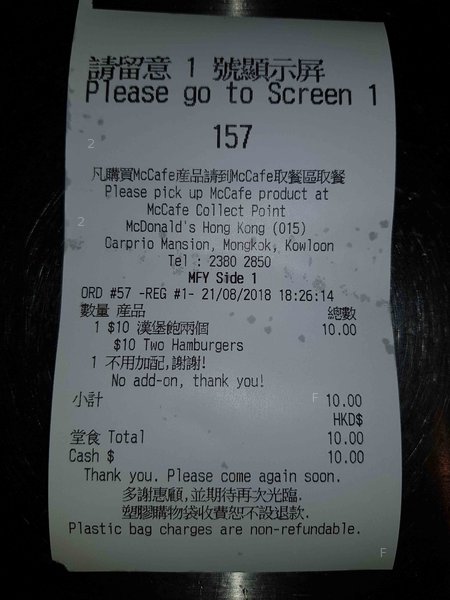 請留意 1 號顯示屏
Please go to Screen 1
157
凡購買McCafe產品請到McCafe取餐區取餐
Please pick up McCafe product at
McCafe Collect Point
McDonald's Hong Kong (015)
Carprio Mansion, Mongkok, Kowloon
Tel : 2380 2850
MFY Side 1
ORD #57 -REG #1- 21/08/2018 18:26:14
數量 產品 總數
1 $10 漢堡飽兩個 10.00
$10 Two Hamburgers
1 不用加配,謝謝!
No add-on, thank you!
小計 10.00
HKD$
堂食 Total 10.00
Cash $ 10.00
Thank you. Please come again soon.
多謝惠顧,並期待再次光臨.
塑膠購物袋收費恕不設退款.
Plastic bag charges are non-refundable.
2
2
F
F